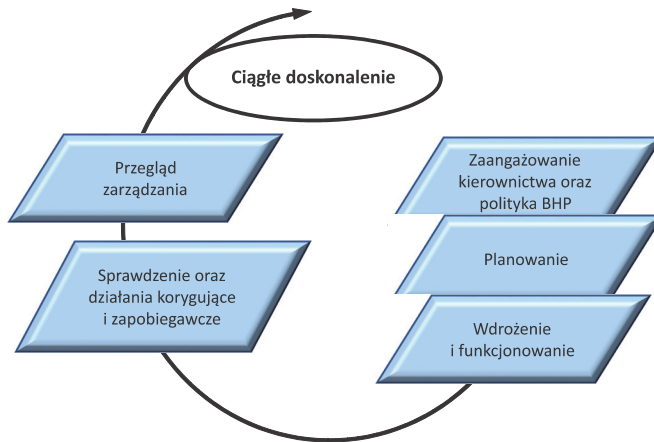 Ciągłe doskonalenie
Przegląd
zarządzania
Sprawdzenie oraz
działania korygujące
i zapobiegawcze
Zaangażowanie
kierownictwa oraz
polityka BHP
Planowanie
Wdrożenie
i funkcjonowanie